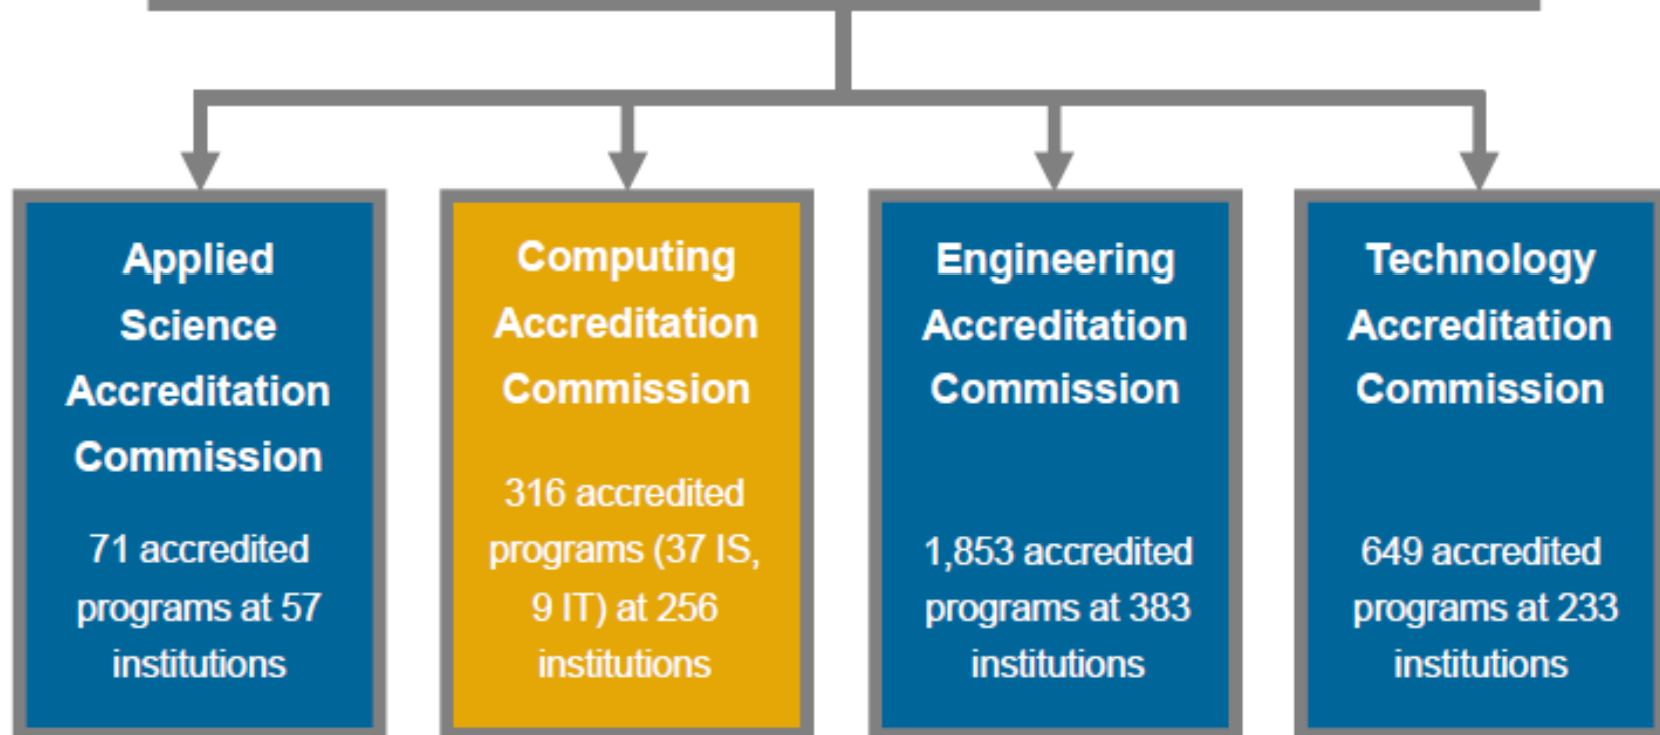 Applied
Science
Accreditation
Commission
71 accredited
programs at 57
institutions
Computing
Accreditation
Commission
316 accredited
programs (37 IS,
9 IT) at 256
institutions
Engineering
Accreditation
Commission
1,853 accredited
programs at 383
institutions
Technology
Accreditation
Commission
649 accredited
programs at 233
institutions